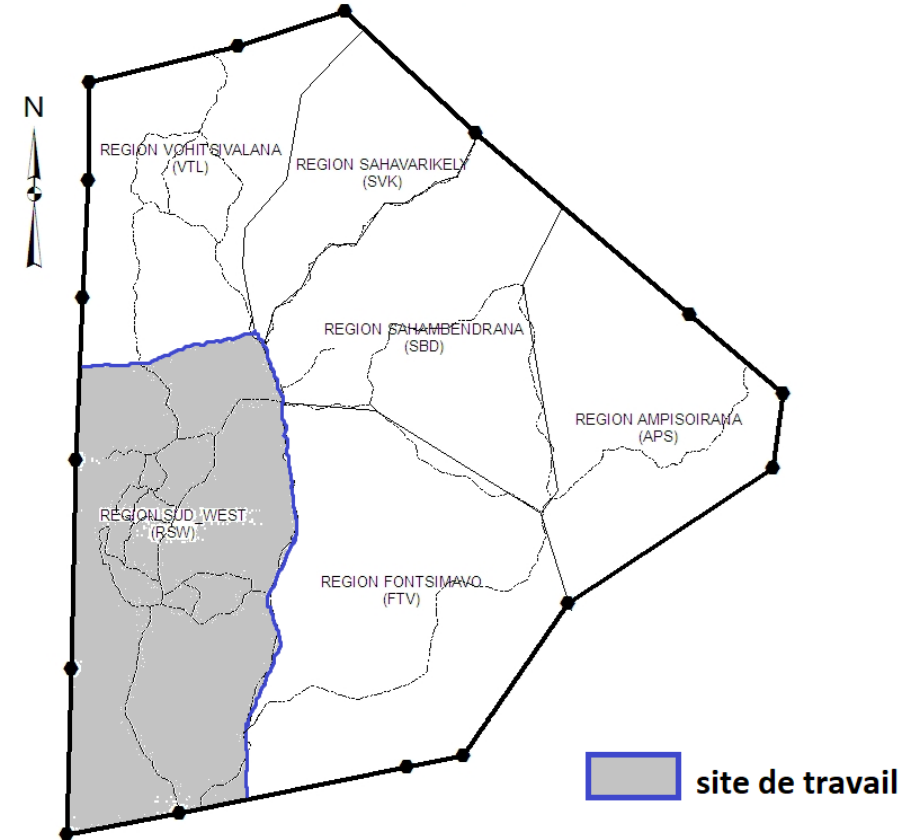 N
REGION VOHITSIVALANA
(VTL)
REGION SAHAVARIKELY
(SVK)
REGION SAHAMBENDRANA
(SBD)
REGION AMPISOIRANA
(APS)
REGION SUD_WEST
(RSW)
REGION FONTSIMAVO
(FTV)
site de travail